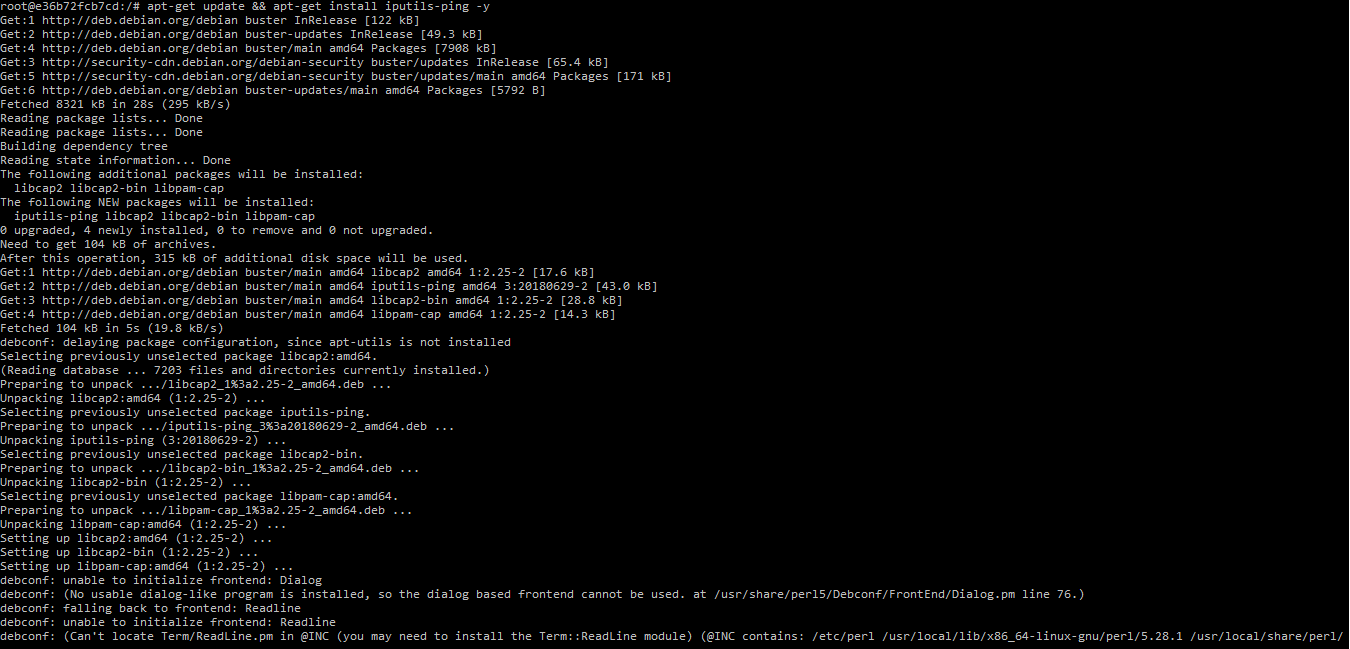 root@e36b72fcb7cd:/# apt-get update && apt-get install iputils-ping -y
Get:1 http://deb.debian.org/debian buster InRelease [122 kB]
Get:2 http://deb.debian.org/debian buster-updates InRelease [49.3 kB]
Get:4 http://deb.debian.org/debian buster/main amd64 Packages [7908 kB]
Get:3 http://security-cdn.debian.org/debian-security buster/updates InRelease [65.4 kB]
Get:5 http://security-cdn.debian.org/debian-security buster/updates/main amd64 Packages [171 kB]
Get:6 http://deb.debian.org/debian buster-updates/main amd64 Packages [5792 B]
Fetched 8321 kB in 28s (295 kB/s)
Reading package lists... Done
Reading package lists... Done
Building dependency tree
Reading state information... Done
The following additional packages will be installed:
  libcap2 libcap2-bin libpam-cap
The following NEW packages will be installed:
  iputils-ping libcap2 libcap2-bin libpam-cap
0 upgraded, 4 newly installed, 0 to remove and 0 not upgraded.
Need to get 104 kB of archives.
After this operation, 315 kB of additional disk space will be used.
Get:1 http://deb.debian.org/debian buster/main amd64 libcap2 amd64 1:2.25-2 [17.6 kB]
Get:2 http://deb.debian.org/debian buster/main amd64 iputils-ping amd64 3:20180629-2 [43.0 kB]
Get:3 http://deb.debian.org/debian buster/main amd64 libcap2-bin amd64 1:2.25-2 [28.8 kB]
Get:4 http://deb.debian.org/debian buster/main amd64 libpam-cap amd64 1:2.25-2 [14.3 kB]
Fetched 104 kB in 5s (19.8 kB/s)
debconf: delaying package configuration, since apt-utils is not installed
Selecting previously unselected package libcap2:amd64.
(Reading database ... 7203 files and directories currently installed.)
Preparing to unpack .../libcap2_1%3a2.25-2_amd64.deb ...
Unpacking libcap2:amd64 (1:2.25-2) ...
Selecting previously unselected package iputils-ping.
Preparing to unpack .../iputils-ping_3%3a20180629-2_amd64.deb ...
Unpacking iputils-ping (3:20180629-2) ...
Selecting previously unselected package libcap2-bin.
Preparing to unpack .../libcap2-bin_1%3a2.25-2_amd64.deb ...
Unpacking libcap2-bin (1:2.25-2) ...
Selecting previously unselected package libpam-cap:amd64.
Preparing to unpack .../libpam-cap_1%3a2.25-2_amd64.deb ...
Unpacking libpam-cap:amd64 (1:2.25-2) ...
Setting up libcap2:amd64 (1:2.25-2) ...
Setting up libcap2-bin (1:2.25-2) ...
Setting up libpam-cap:amd64 (1:2.25-2) ...
debconf: unable to initialize frontend: Dialog
debconf: (No usable dialog-like program is installed, so the dialog based frontend cannot be used. at /usr/share/perl5/Debconf/FrontEnd/Dialog.pm line 76.)
debconf: falling back to frontend: Readline
debconf: unable to initialize frontend: Readline
debconf: (Can't locate Term/ReadLine.pm in @INC (you may need to install the Term::ReadLine module) (@INC contains: /etc/perl /usr/local/lib/x86_64-linux-gnu/perl/5.28.1 /usr/local/share/perl/